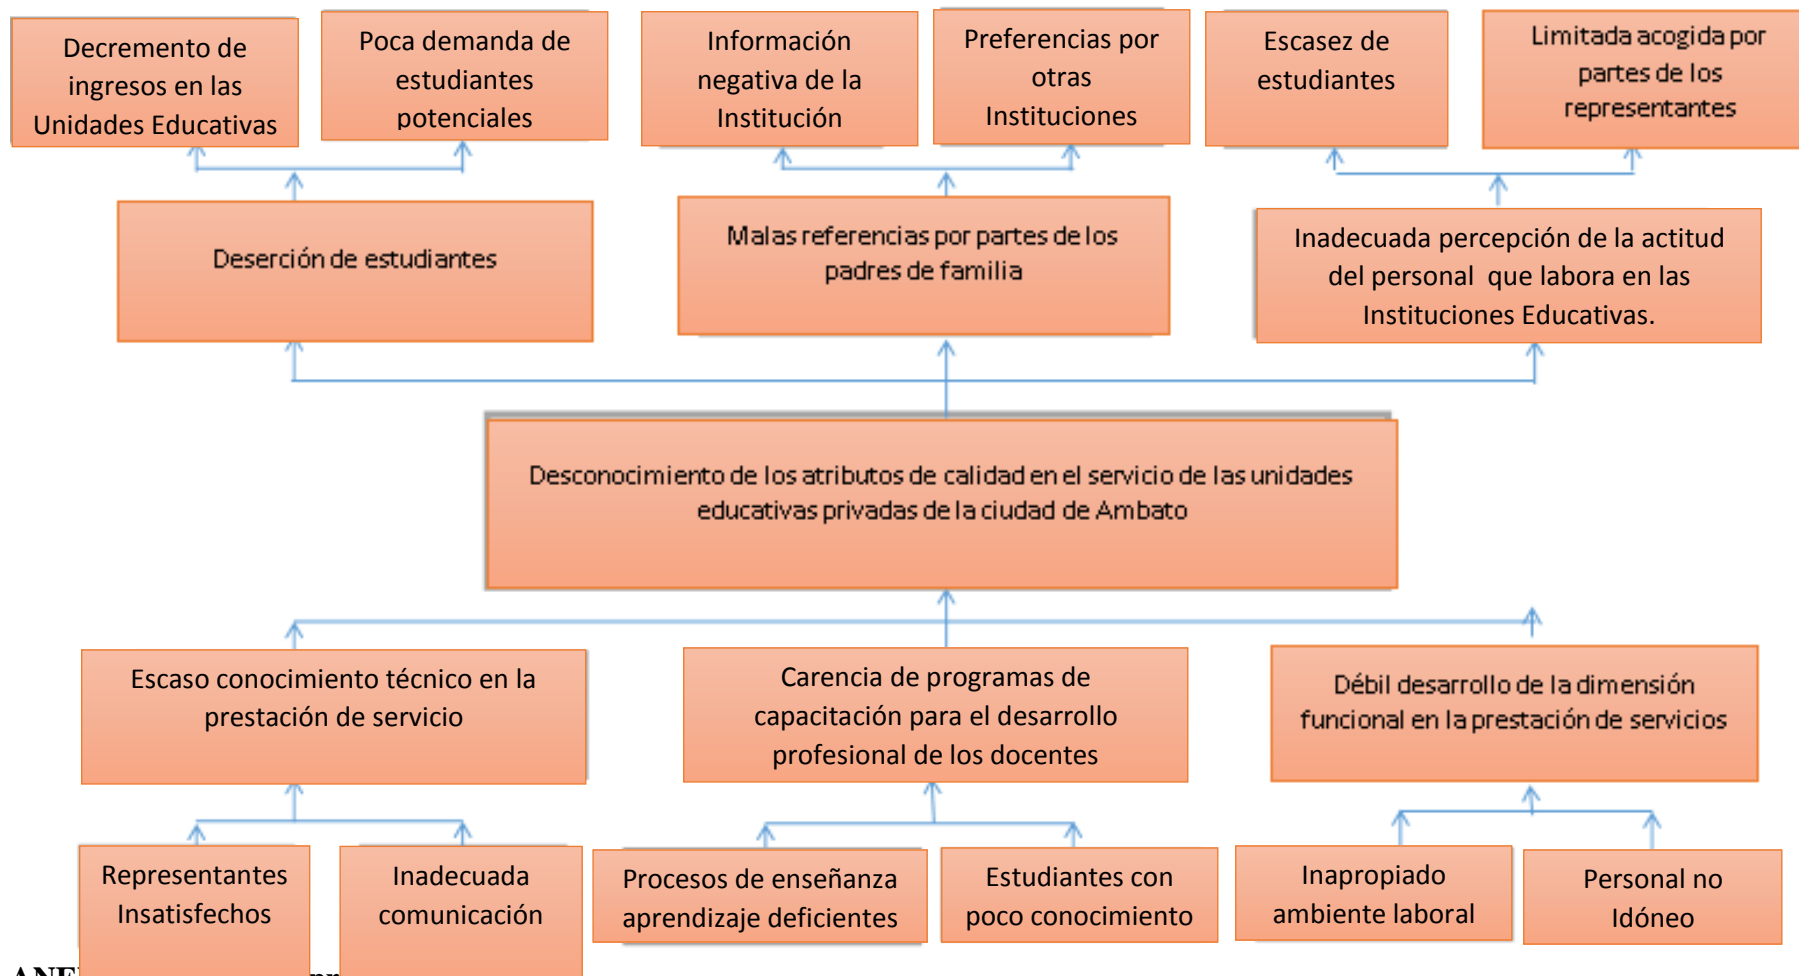 Decremento de
ingresos en las
Unidades Educativas
Poca demanda de
estudiantes
potenciales
Información
negativa de la
Institución
Preferencias por
otras
Instituciones
Escasez de
estudiantes
Limitada acogida por
partes de los
representantes
Deserción de estudiantes
Malas referencias por partes de los
padres de familia
Inadecuada percepción de la actitud
del personal que labora en las
Instituciones Educativas.
Desconocimiento de los atributos de calidad en el servicio de las unidades
educativas privadas de la ciudad de Ambato
Escaso conocimiento técnico en la
prestación de servicio
Carencia de programas de
capacitación para el desarrollo
profesional de los docentes
Débil desarrollo de la dimensión
funcional en la prestación de servicios
Representantes
Insatisfechos
Inadecuada
comunicación
Procesos de enseñanza
aprendizaje deficientes
Estudiantes con
poco conocimiento
Inapropiado
ambiente laboral
Personal no
Idóneo